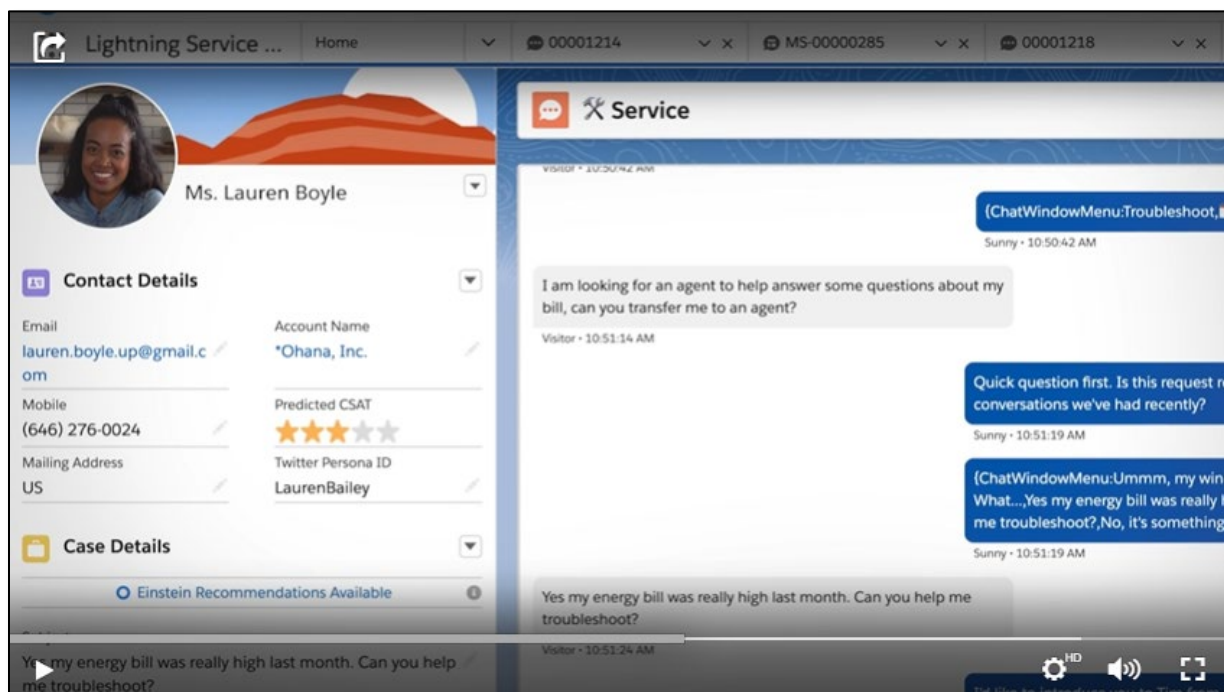 Lightning Service ...
Home
00001214
MS-00000285
00001218
Ms. Lauren Boyle
Contact Details
Email
lauren.boyle.up@gmail.c
om
Account Name
*Ohana, Inc.
Mobile
(646) 276-0024
Predicted CSAT
Mailing Address
US
Twitter Persona ID
LaurenBailey
Case Details
Einstein Recommendations Available
Yes my energy bill was really high last month. Can you help
me troubleshoot?
Service
Visitor • 10:50:42 AM
{ChatWindowMenu:Troubleshoot,
Sunny • 10:50:42 AM
I am looking for an agent to help answer some questions about my
bill, can you transfer me to an agent?
Visitor • 10:51:14 AM
Quick question first. Is this request
conversations we've had recently?
Sunny • 10:51:19 AM
{ChatWindowMenu:Ummm, my
What...,Yes my energy bill was really
me troubleshoot?,No, it's something
Sunny • 10:51:19 AM
Yes my energy bill was really high last month. Can you help me
troubleshoot?
Visitor • 10:51:24 AM
HD